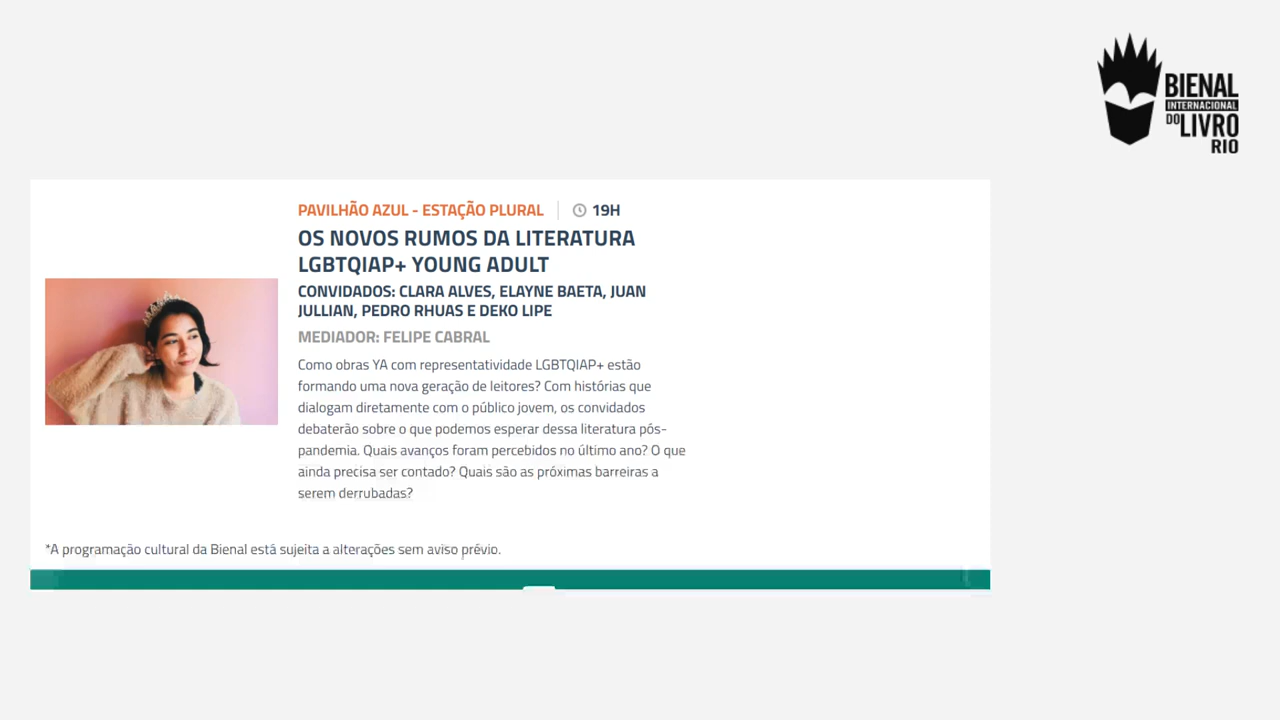 BIENAL
INTERNACIONAL
DO LIVRO
RIO
PAVILHÃO AZUL - ESTAÇÃO PLURAL 19H
OS NOVOS RUMOS DA LITERATURA
LGBTQIAP+ YOUNG ADULT
CONVIDADOS: CLARA ALVES, ELAYNE BAETA, JUAN
JULLIAN, PEDRO RHUAS E DEKO LIPE
MEDIADOR: FELIPE CABRAL
Como obras YA com representatividade LGBTQIAP+ estão
formando uma nova geração de leitores? Com histórias que
dialogam diretamente com o público jovem, os convidados
debaterão sobre o que podemos esperar dessa literatura pós-
pandemia. Quais avanços foram percebidos no último ano? O que
ainda precisa ser contado? Quais são as próximas barreiras a
serem derrubadas?
*A programação cultural da Bienal está sujeita a alterações sem aviso prévio.